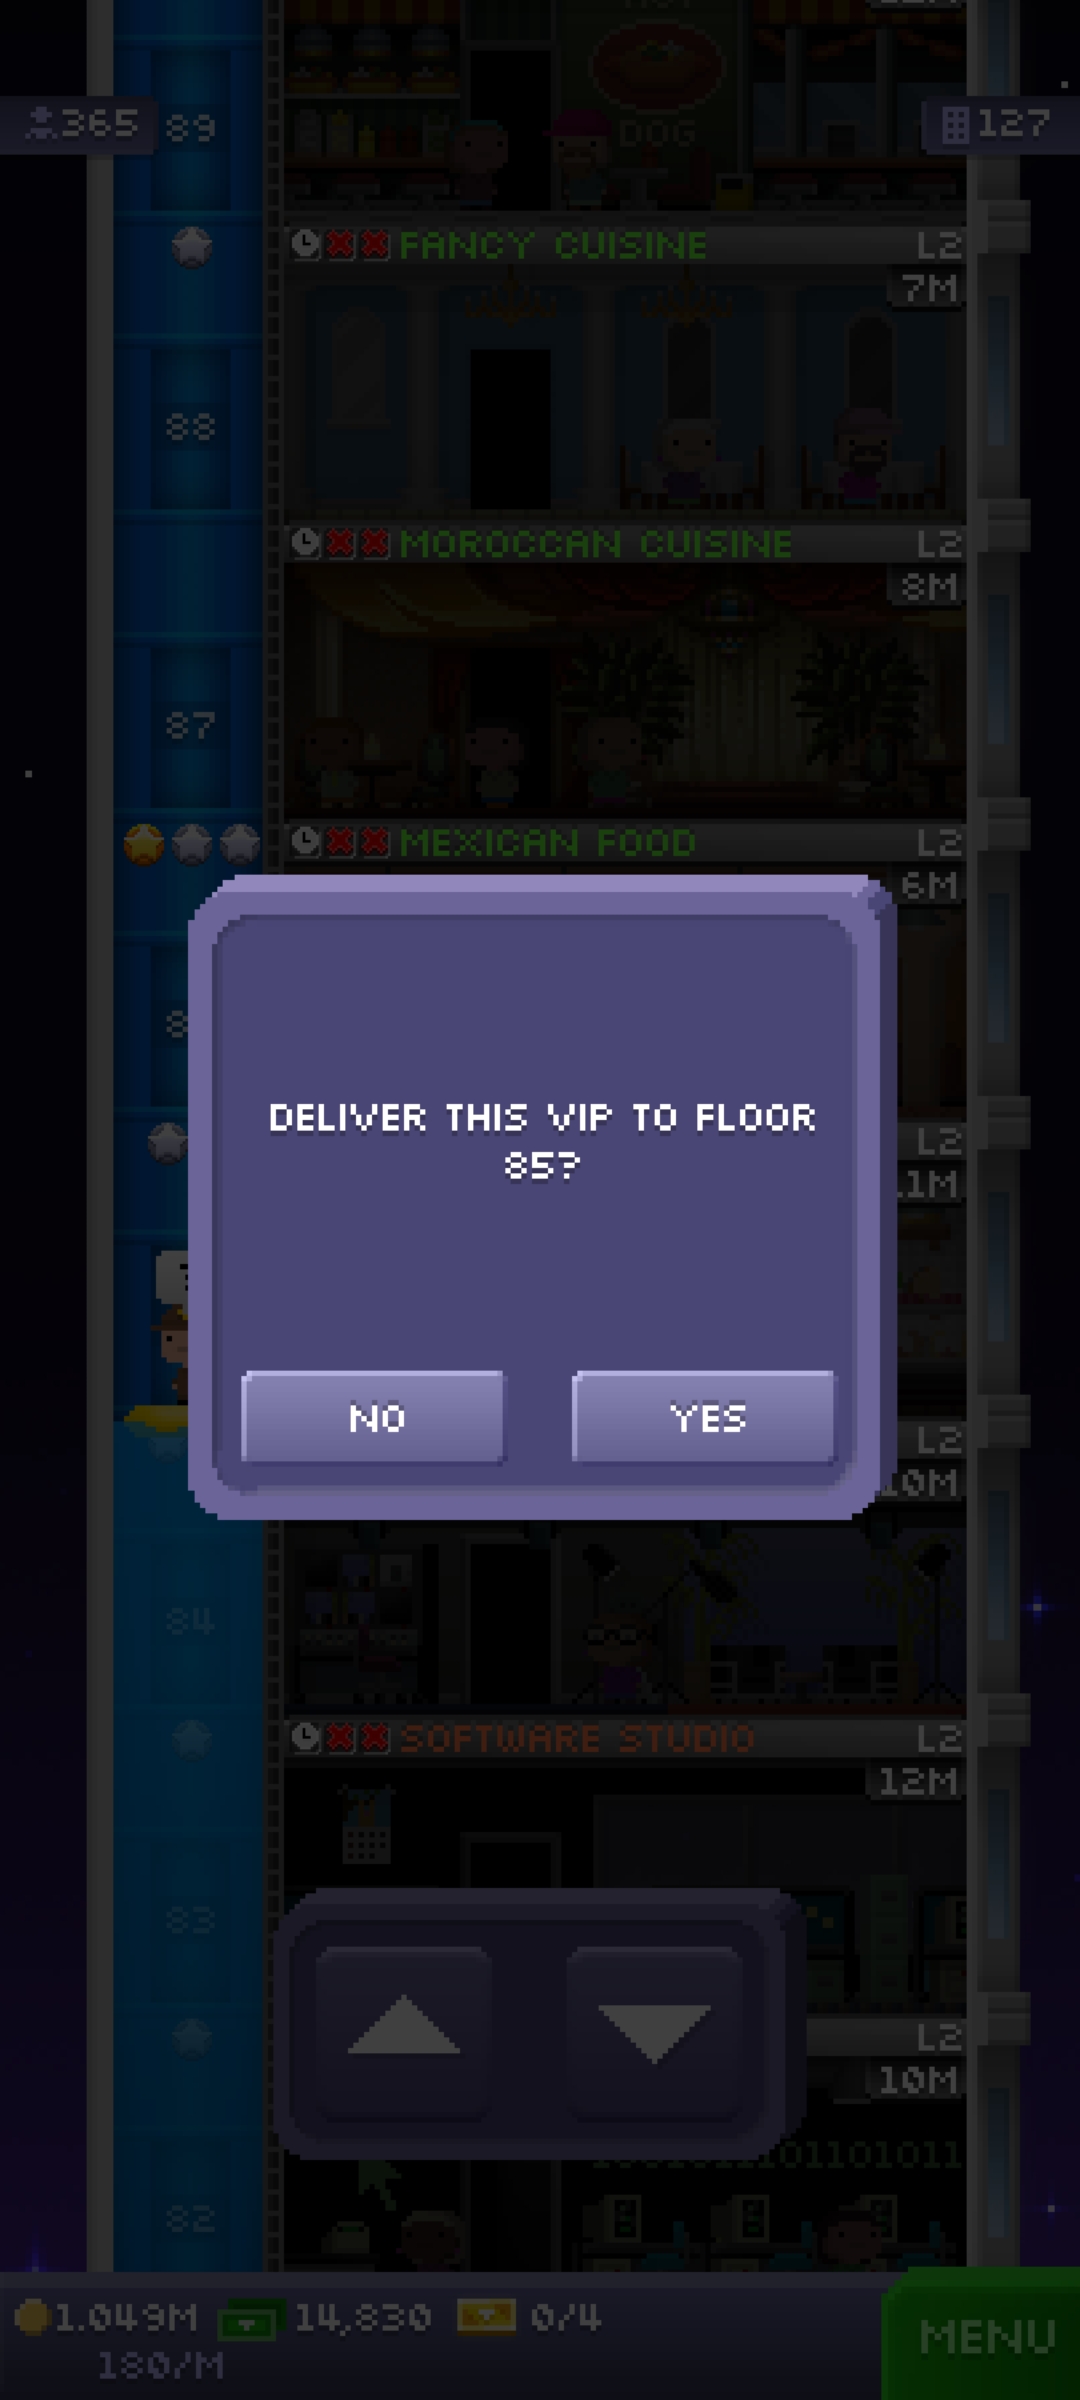 DOG
365
89
127
FANCY CUISINE
L2
7M
88
MOROCCAN CUISINE
L2
8M
87
MEXICAN FOOD
L2
6M
DELIVER THIS VIP TO FLOOR
85?
L2
NO
YES
L2
10M
84
SOFTWARE STUDIO
L2
12M
83
L2
10M
82
1.049M
14,830
0/4
180/M
MENU